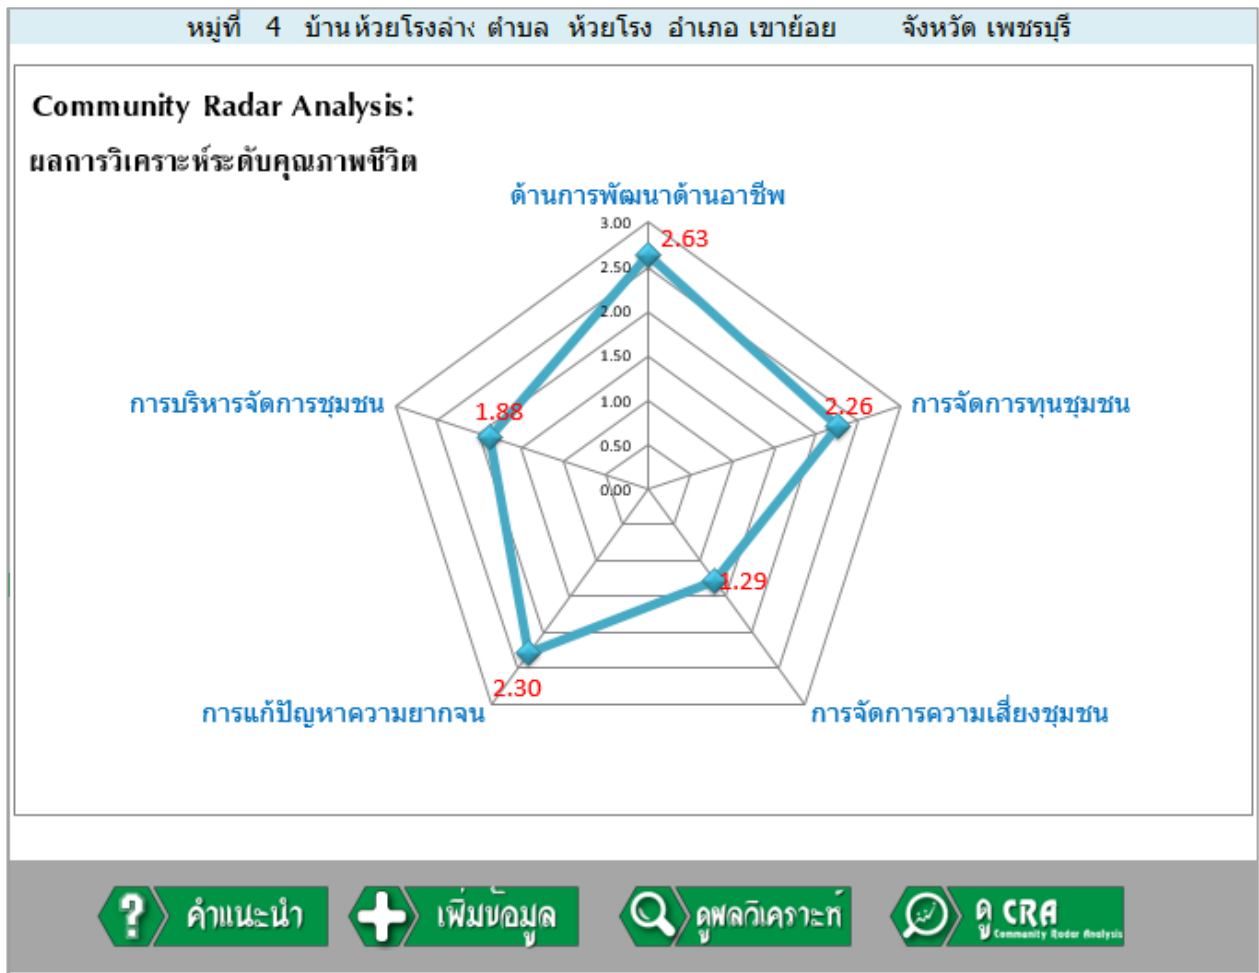 หมู่ที่ 4 บ้านห้วยโรงล่าง ตำบล ห้วยโรง อำเภอ เขาย้อย จังหวัด เพชรบุรี
Community Radar Analysis:
ผลการวิเคราะห์ระดับคุณภาพชีวิต
ด้านการพัฒนาด้านอาชีพ
3.00
2.63
2.50
2.00
1.50
การบริหารจัดการชุมชน
1.88
1.00
2.26
การจัดการทุนชุมชน
0.50
0.00
1.29
2.30
การแก้ปัญหาความยากจน
การจัดการความเสี่ยงชุมชน
? คำแนะนำ
เพิ่มข้อมูล
ดูผลวิเคราะห์
ดู CRA
Community Radar Analysis